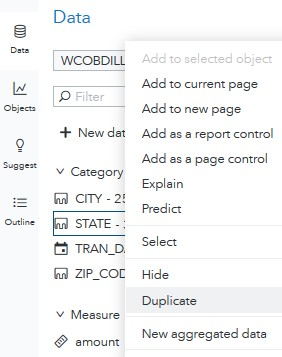 Data
Data
WCOBDILL
Filter
Objects
New dat
Suggest
Category
CITY - 25
Outline
STATE -
TRAN_DA
ZIP_COD
Measure
amount
Add to selected object
Add to current page
Add to new page
Add as a report control
Add as a page control
Explain
Predict
Select
Hide
Duplicate
New aggregated data